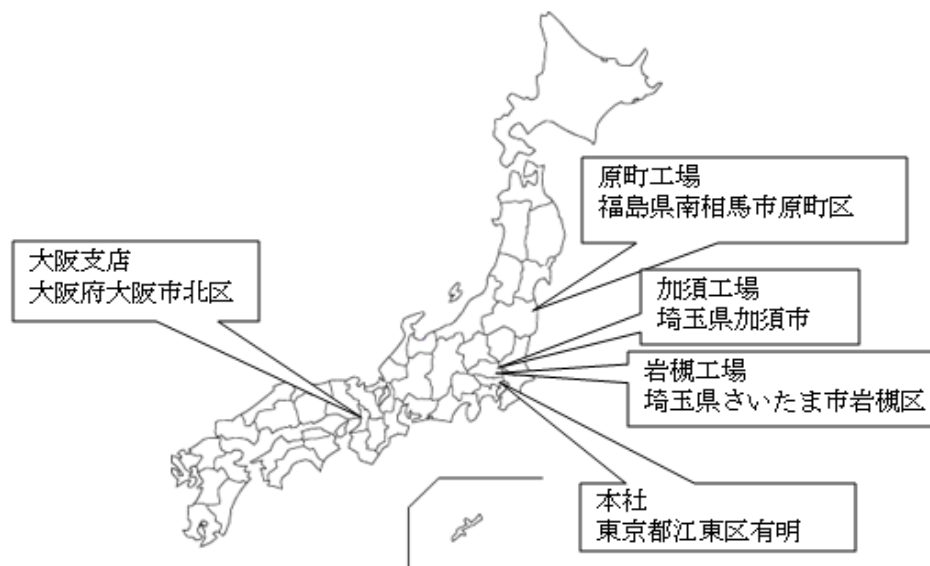 原町工場
福島県南相馬市原町区
大阪支店
大阪府大阪市北区
加須工場
埼玉県加須市
岩槻工場
埼玉県さいたま市岩槻区
本社
東京都江東区有明